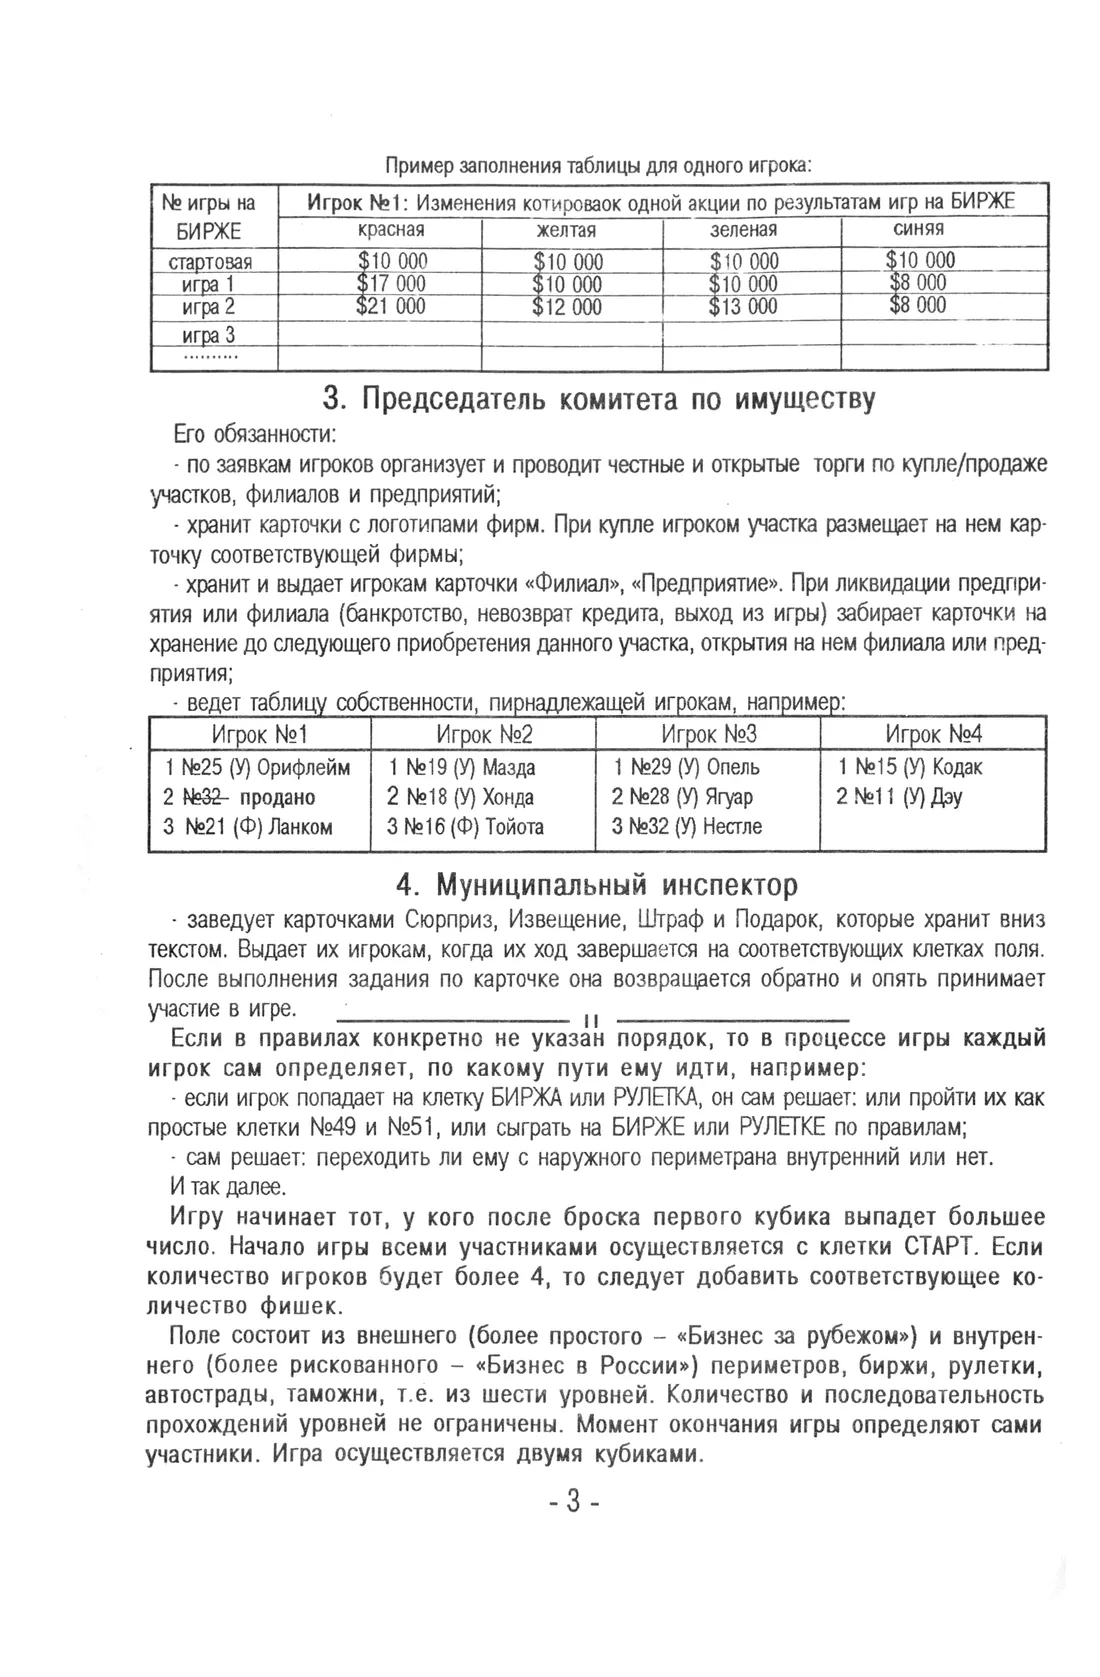 Пример заполнения таблицы для одного игрока:
№ игры на БИРЖЕ Игрок №1: Изменения котироваок одной акции по результатам игр на БИРЖЕ
красная желтая зеленая синяя
стартовая $10 000 $10 000 $10 000 $10 000
игра 1 $17 000 $10 000 $10 000 $8 000
игра 2 $21 000 $12 000 $13 000 $8 000
игра 3
..........
3. Председатель комитета по имуществу
Его обязанности:
- по заявкам игроков организует и проводит честные и открытые торги по купле/продаже
участков, филиалов и предприятий;
- хранит карточки с логотипами фирм. При купле игроком участка размещает на нем кар-
точку соответствующей фирмы;
- хранит и выдает игрокам карточки «Филиал», «Предприятие». При ликвидации предпри-
ятия или филиала (банкротство, невозврат кредита, выход из игры) забирает карточки на
хранение до следующего приобретения данного участка, открытия на нем филиала или пред-
приятия;
- ведет таблицу собственности, пирнадлежащей игрокам, например:
Игрок №1 Игрок №2 Игрок №3 Игрок №4
1 №25 (У) Орифлейм 1 №19 (У) Мазда 1 №29 (У) Опель 1 №15 (У) Кодак
2 №32- продано 2 №18 (У) Хонда 2 №28 (У) Ягуар 2 №11 (У) Дэу
3 №21 (Ф) Ланком 3 №16 (Ф) Тойота 3 №32 (У) Нестле
4. Муниципальный инспектор
- заведует карточками Сюрприз, Извещение, Штраф и Подарок, которые хранит вниз
текстом. Выдает их игрокам, когда их ход завершается на соответствующих клетках поля.
После выполнения задания по карточке она возвращается обратно и опять принимает
участие в игре.
Если в правилах конкретно не указан порядок, то в процессе игры каждый
игрок сам определяет, по какому пути ему идти, например:
- если игрок попадает на клетку БИРЖА или РУЛЕТКА, он сам решает: или пройти их как
простые клетки №49 и №51, или сыграть на БИРЖЕ или РУЛЕТКЕ по правилам;
- сам решает: переходить ли ему с наружного периметрана внутренний или нет.
И так далее.
Игру начинает тот, у кого после броска первого кубика выпадет большее
число. Начало игры всеми участниками осуществляется с клетки СТАРТ. Если
количество игроков будет более 4, то следует добавить соответствующее ко-
личество фишек.
Поле состоит из внешнего (более простого – «Бизнес за рубежом») и внутрен-
него (более рискованного – «Бизнес в России») периметров, биржи, рулетки,
автострады, таможни, т.е. из шести уровней. Количество и последовательность
прохождений уровней не ограничены. Момент окончания игры определяют сами
участники. Игра осуществляется двумя кубиками.
- 3 -